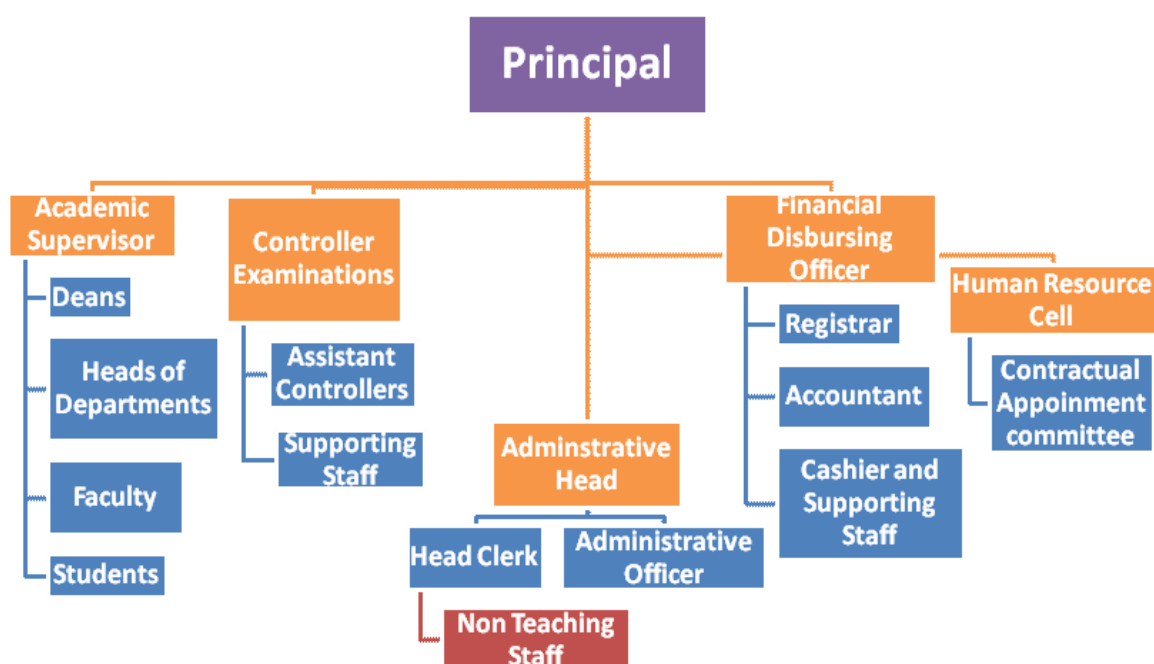 Principal
Academic
Supervisor
Deans
Heads of
Departments
Faculty
Students
Controller
Examinations
Assistant
Controllers
Supporting
Staff
Adminstrative
Head
Head Clerk
Non Teaching
Staff
Administrative
Officer
Financial
Disbursing
Officer
Registrar
Accountant
Cashier and
Supporting
Staff
Human Resource
Cell
Contractual
Appoinment
committee